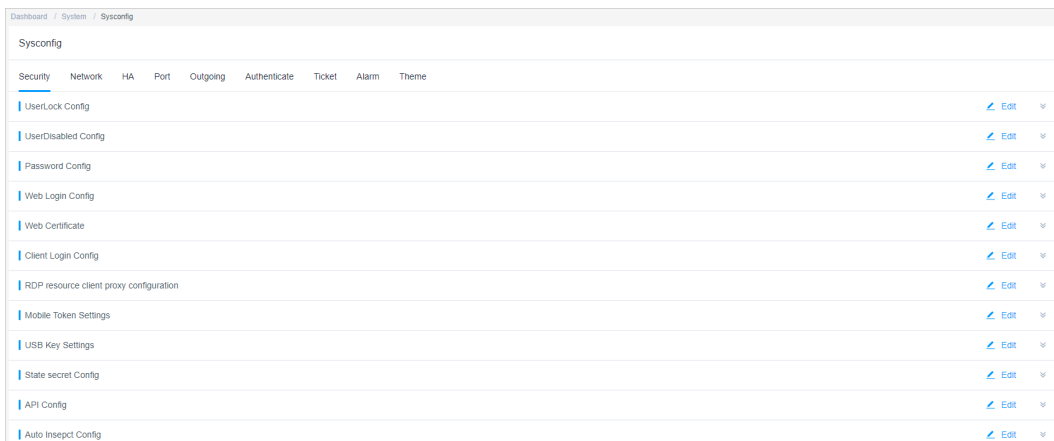 Dashboard / System / Sysconfig
Sysconfig
Security Network HA Port Outgoing Authenticate Ticket Alarm Theme
UserLock Config Edit
UserDisabled Config Edit
Password Config Edit
Web Login Config Edit
Web Certificate Edit
Client Login Config Edit
RDP resource client proxy configuration Edit
Mobile Token Settings Edit
USB Key Settings Edit
State secret Config Edit
API Config Edit
Auto Insepct Config Edit